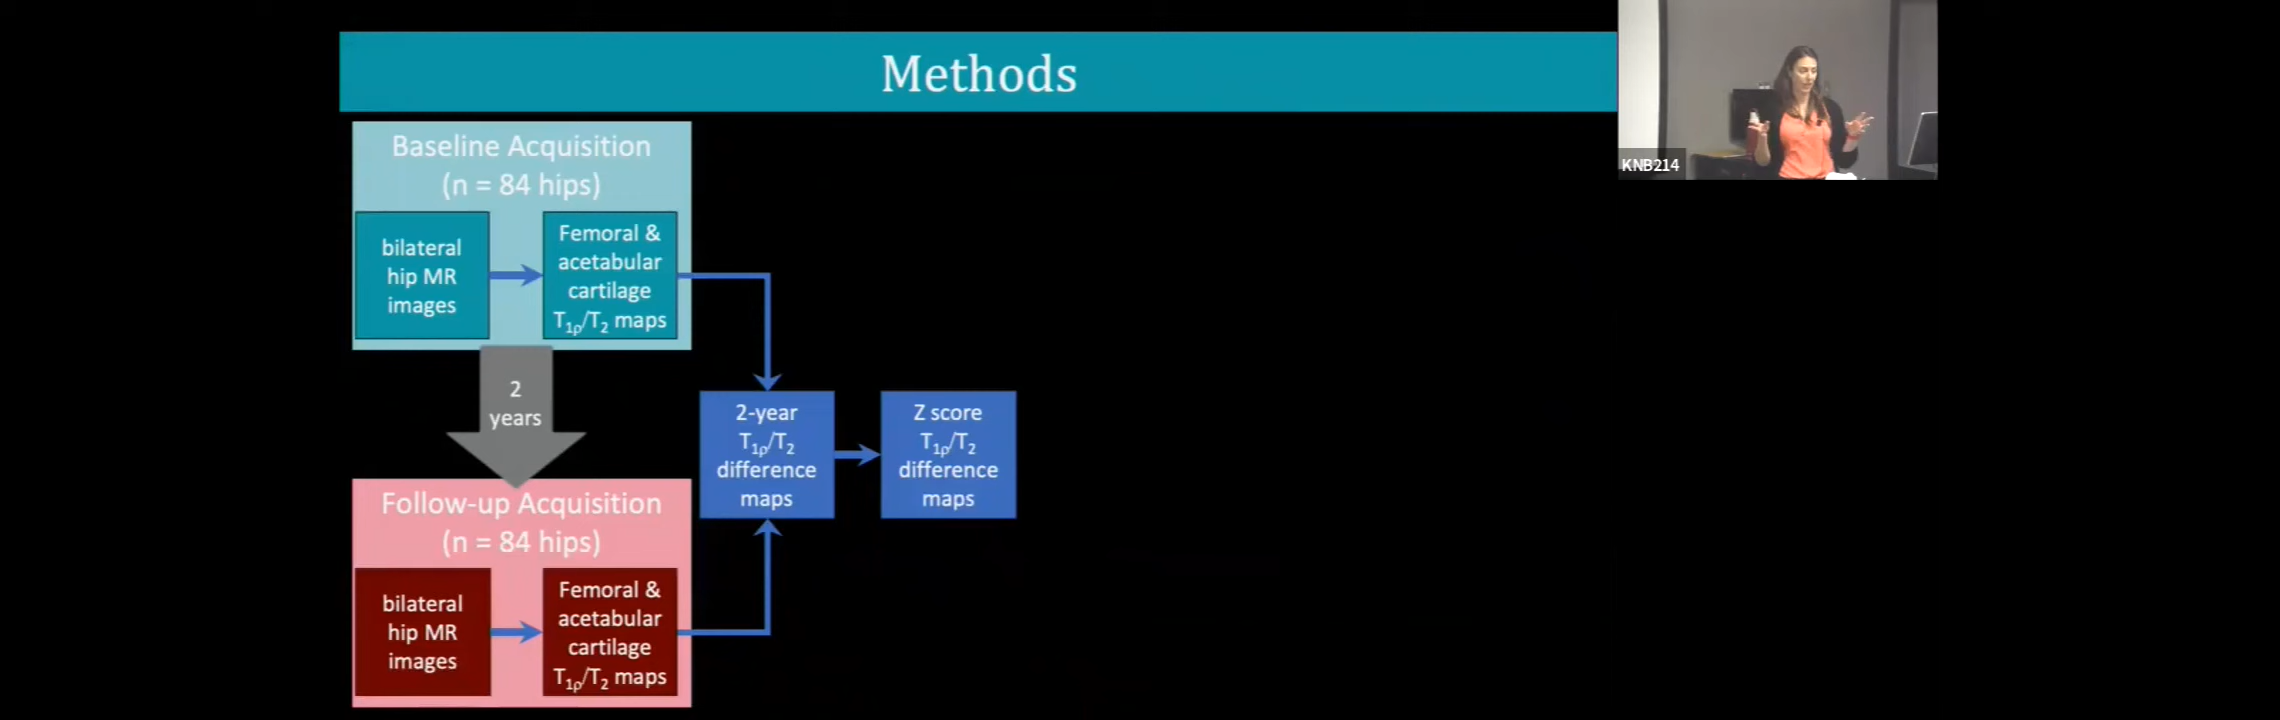 Methods
KNB214
Baseline Acquisition
(n = 84 hips)
bilateral
hip MR
images
Femoral &
acetabular
cartilage
T₁ρ/T₂ maps
2
years
2-year
T₁ρ/T₂
difference
maps
Z score
T₁ρ/T₂
difference
maps
Follow-up Acquisition
(n = 84 hips)
bilateral
hip MR
images
Femoral &
acetabular
cartilage
T₁ρ/T₂ maps